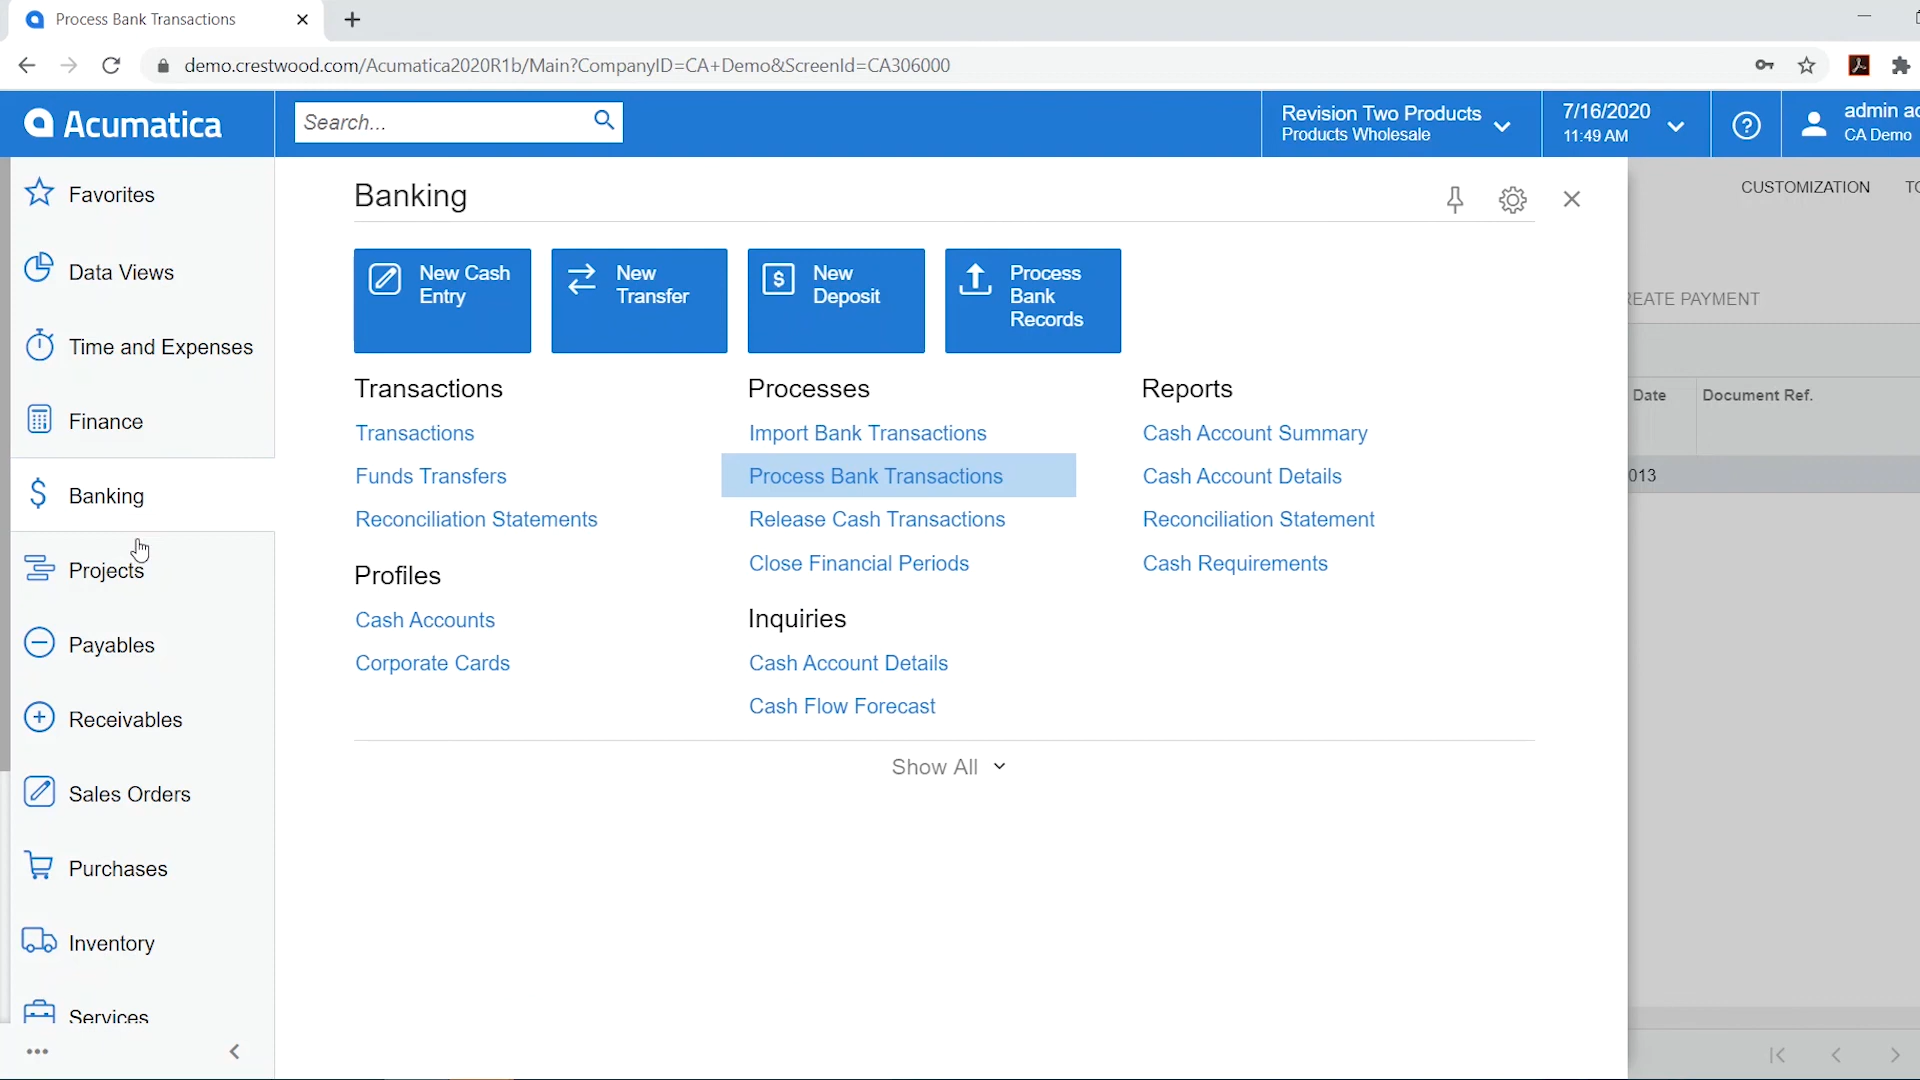 Process Bank Transactions
demo.crestwood.com/Acumatica2020R1b/Main?CompanyID=CA+Demo&ScreenId=CA306000
Acumatica
Search...
Revision Two Products
Products Wholesale
7/16/2020
11:49 AM
admin ad
CA Demo
Favorites
Data Views
Time and Expenses
Finance
Banking
Projects
Payables
Receivables
Sales Orders
Purchases
Inventory
Services
Banking
New Cash
Entry
New
Transfer
New
Deposit
Process
Bank
Records
Transactions
Transactions
Funds Transfers
Reconciliation Statements
Profiles
Cash Accounts
Corporate Cards
Processes
Import Bank Transactions
Process Bank Transactions
Release Cash Transactions
Close Financial Periods
Inquiries
Cash Account Details
Cash Flow Forecast
Reports
Cash Account Summary
Cash Account Details
Reconciliation Statement
Cash Requirements
Show All
CUSTOMIZATION
TO
REATE PAYMENT
Date
Document Ref.
013